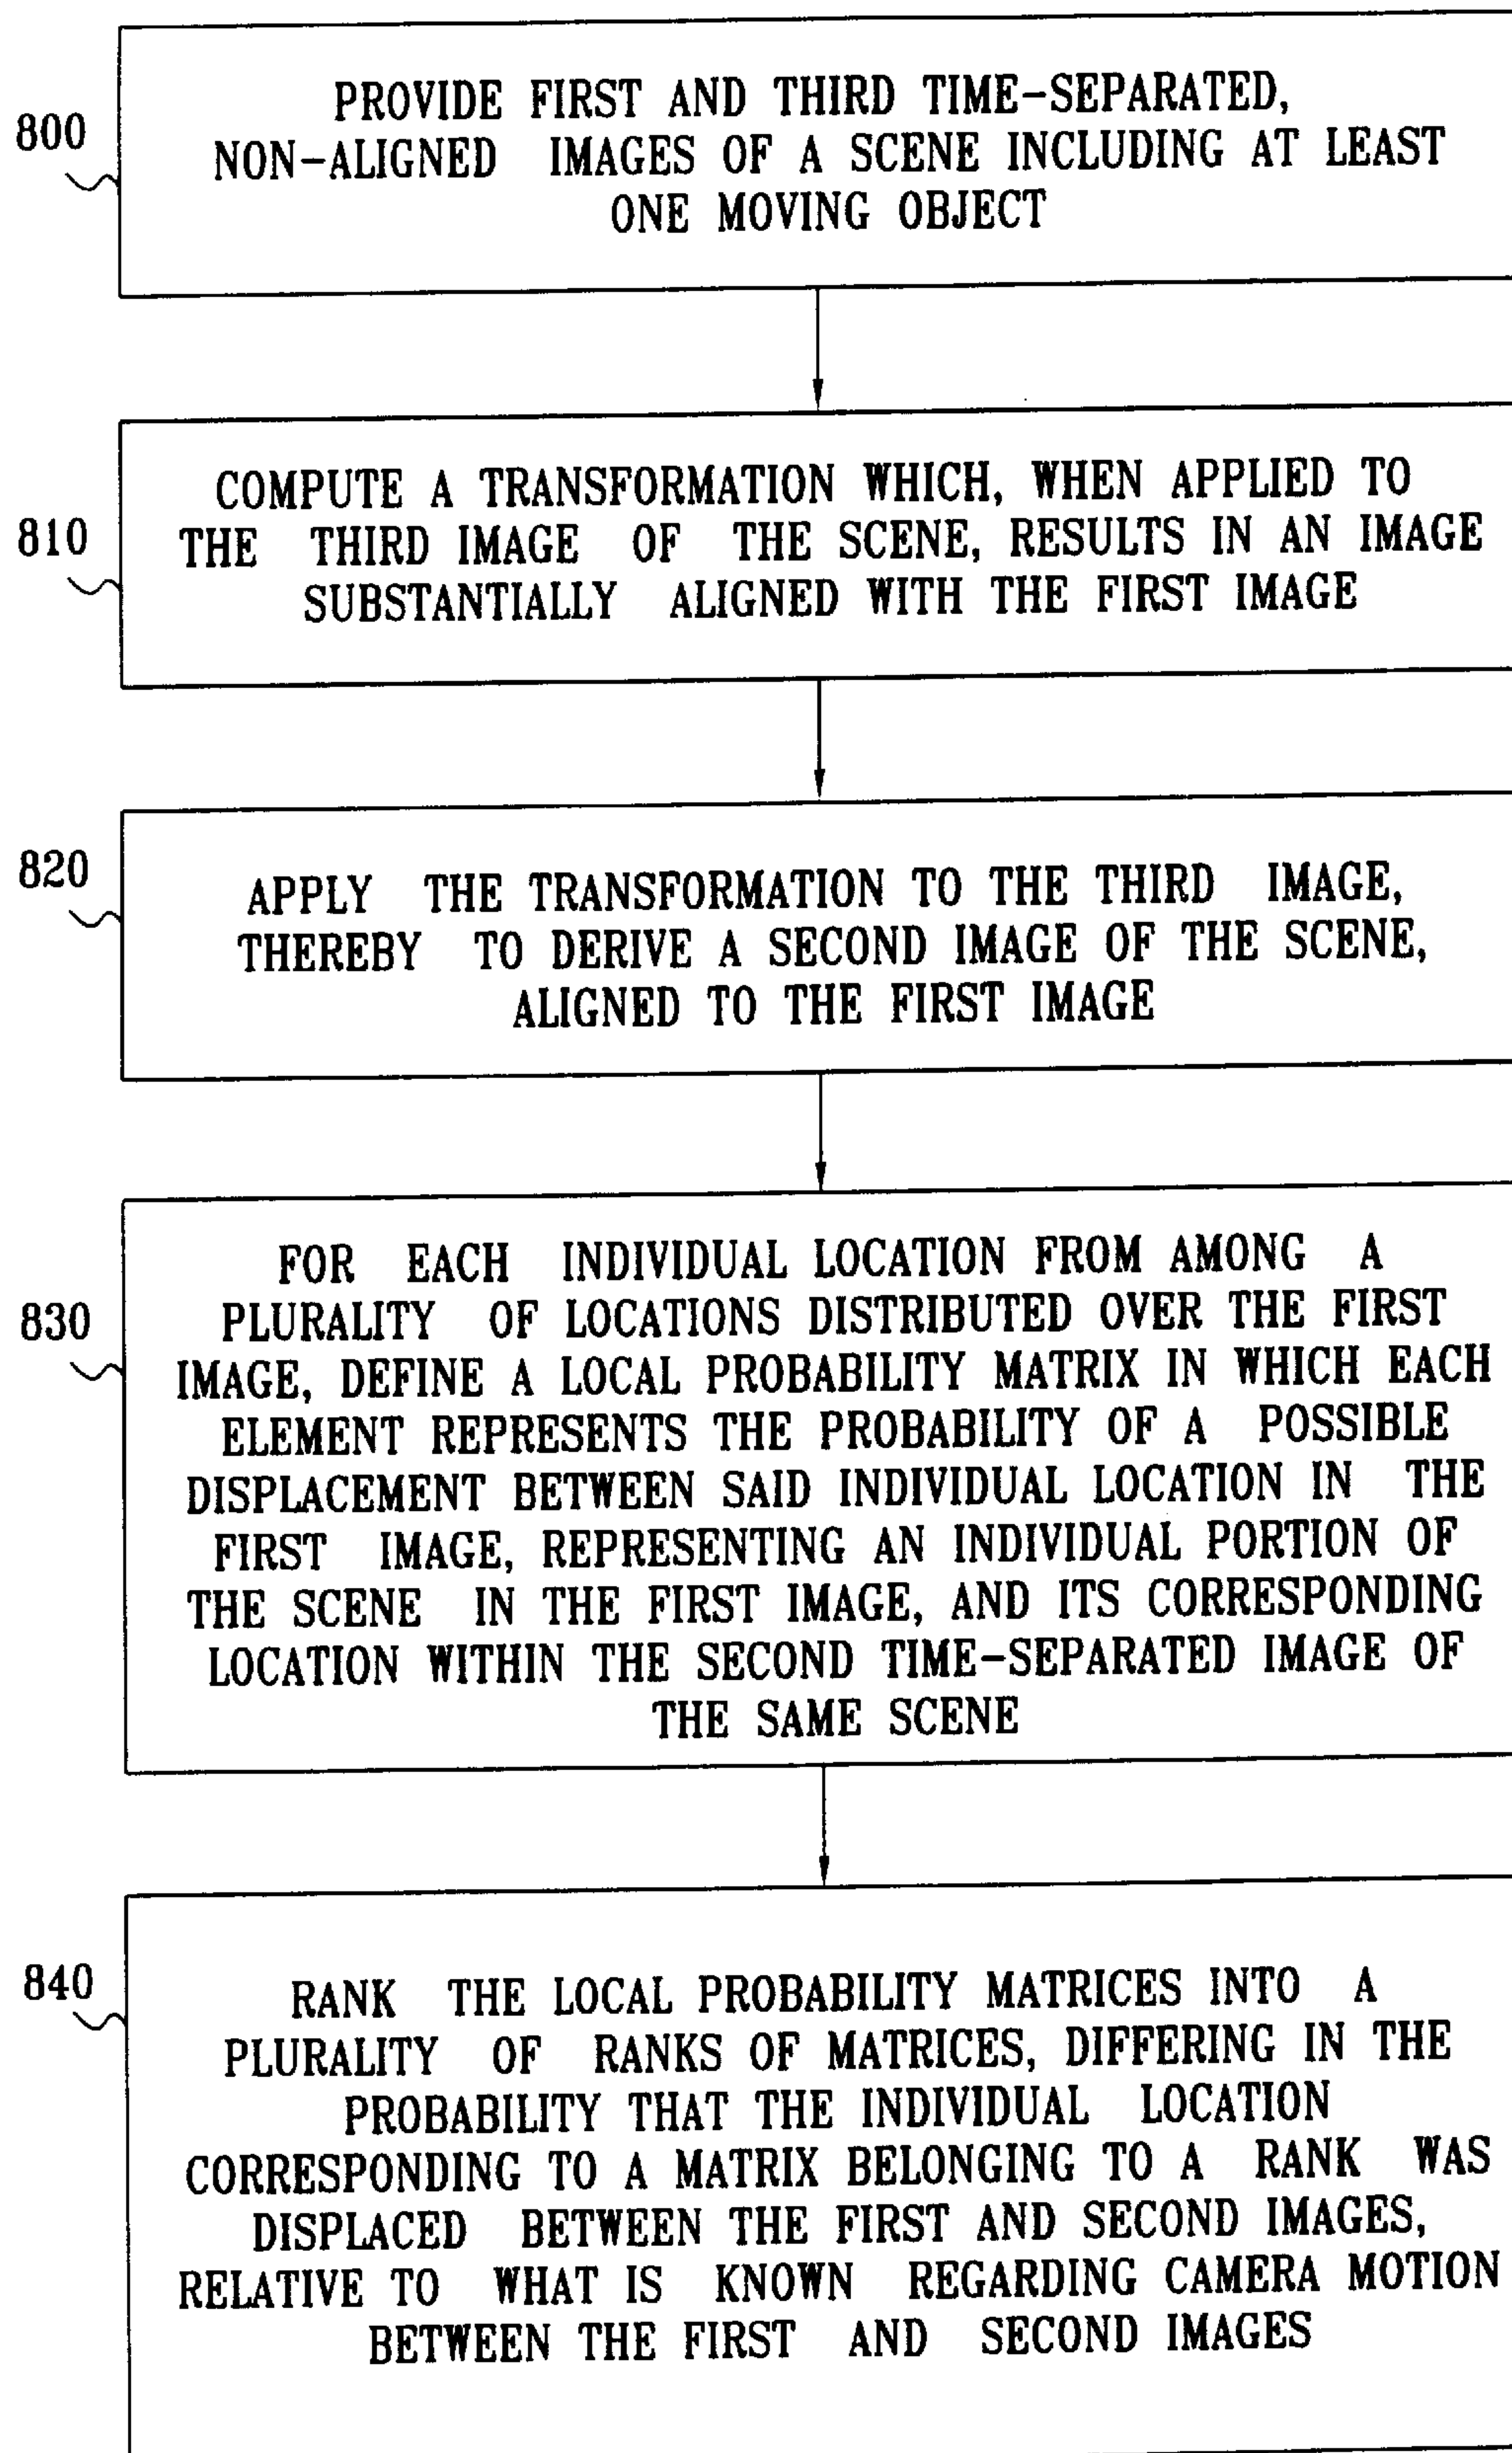 800
PROVIDE FIRST AND THIRD TIME-SEPARATED,
NON-ALIGNED IMAGES OF A SCENE INCLUDING AT LEAST
ONE MOVING OBJECT
810
COMPUTE A TRANSFORMATION WHICH, WHEN APPLIED TO
THE THIRD IMAGE OF THE SCENE, RESULTS IN AN IMAGE
SUBSTANTIALLY ALIGNED WITH THE FIRST IMAGE
820
APPLY THE TRANSFORMATION TO THE THIRD IMAGE,
THEREBY TO DERIVE A SECOND IMAGE OF THE SCENE,
ALIGNED TO THE FIRST IMAGE
830
FOR EACH INDIVIDUAL LOCATION FROM AMONG A
PLURALITY OF LOCATIONS DISTRIBUTED OVER THE FIRST
IMAGE, DEFINE A LOCAL PROBABILITY MATRIX IN WHICH EACH
ELEMENT REPRESENTS THE PROBABILITY OF A POSSIBLE
DISPLACEMENT BETWEEN SAID INDIVIDUAL LOCATION IN THE
FIRST IMAGE, REPRESENTING AN INDIVIDUAL PORTION OF
THE SCENE IN THE FIRST IMAGE, AND ITS CORRESPONDING
LOCATION WITHIN THE SECOND TIME-SEPARATED IMAGE OF
THE SAME SCENE
840
RANK THE LOCAL PROBABILITY MATRICES INTO A
PLURALITY OF RANKS OF MATRICES, DIFFERING IN THE
PROBABILITY THAT THE INDIVIDUAL LOCATION
CORRESPONDING TO A MATRIX BELONGING TO A RANK WAS
DISPLACED BETWEEN THE FIRST AND SECOND IMAGES,
RELATIVE TO WHAT IS KNOWN REGARDING CAMERA MOTION
BETWEEN THE FIRST AND SECOND IMAGES